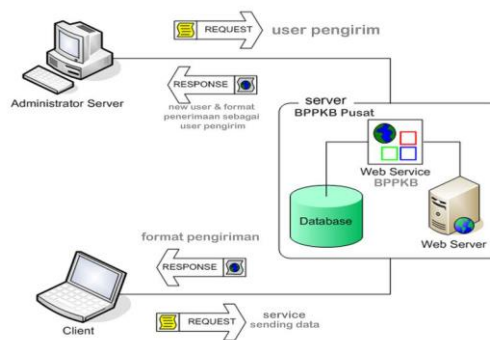 REQUEST
user pengirim
RESPONSE
Administrator Server
new user & format
penerimaan sebagai
user pengirim
server
BPPKB Pusat
Web Service
BPPKB
Database
Web Server
format pengiriman
RESPONSE
Client
REQUEST
service
sending data